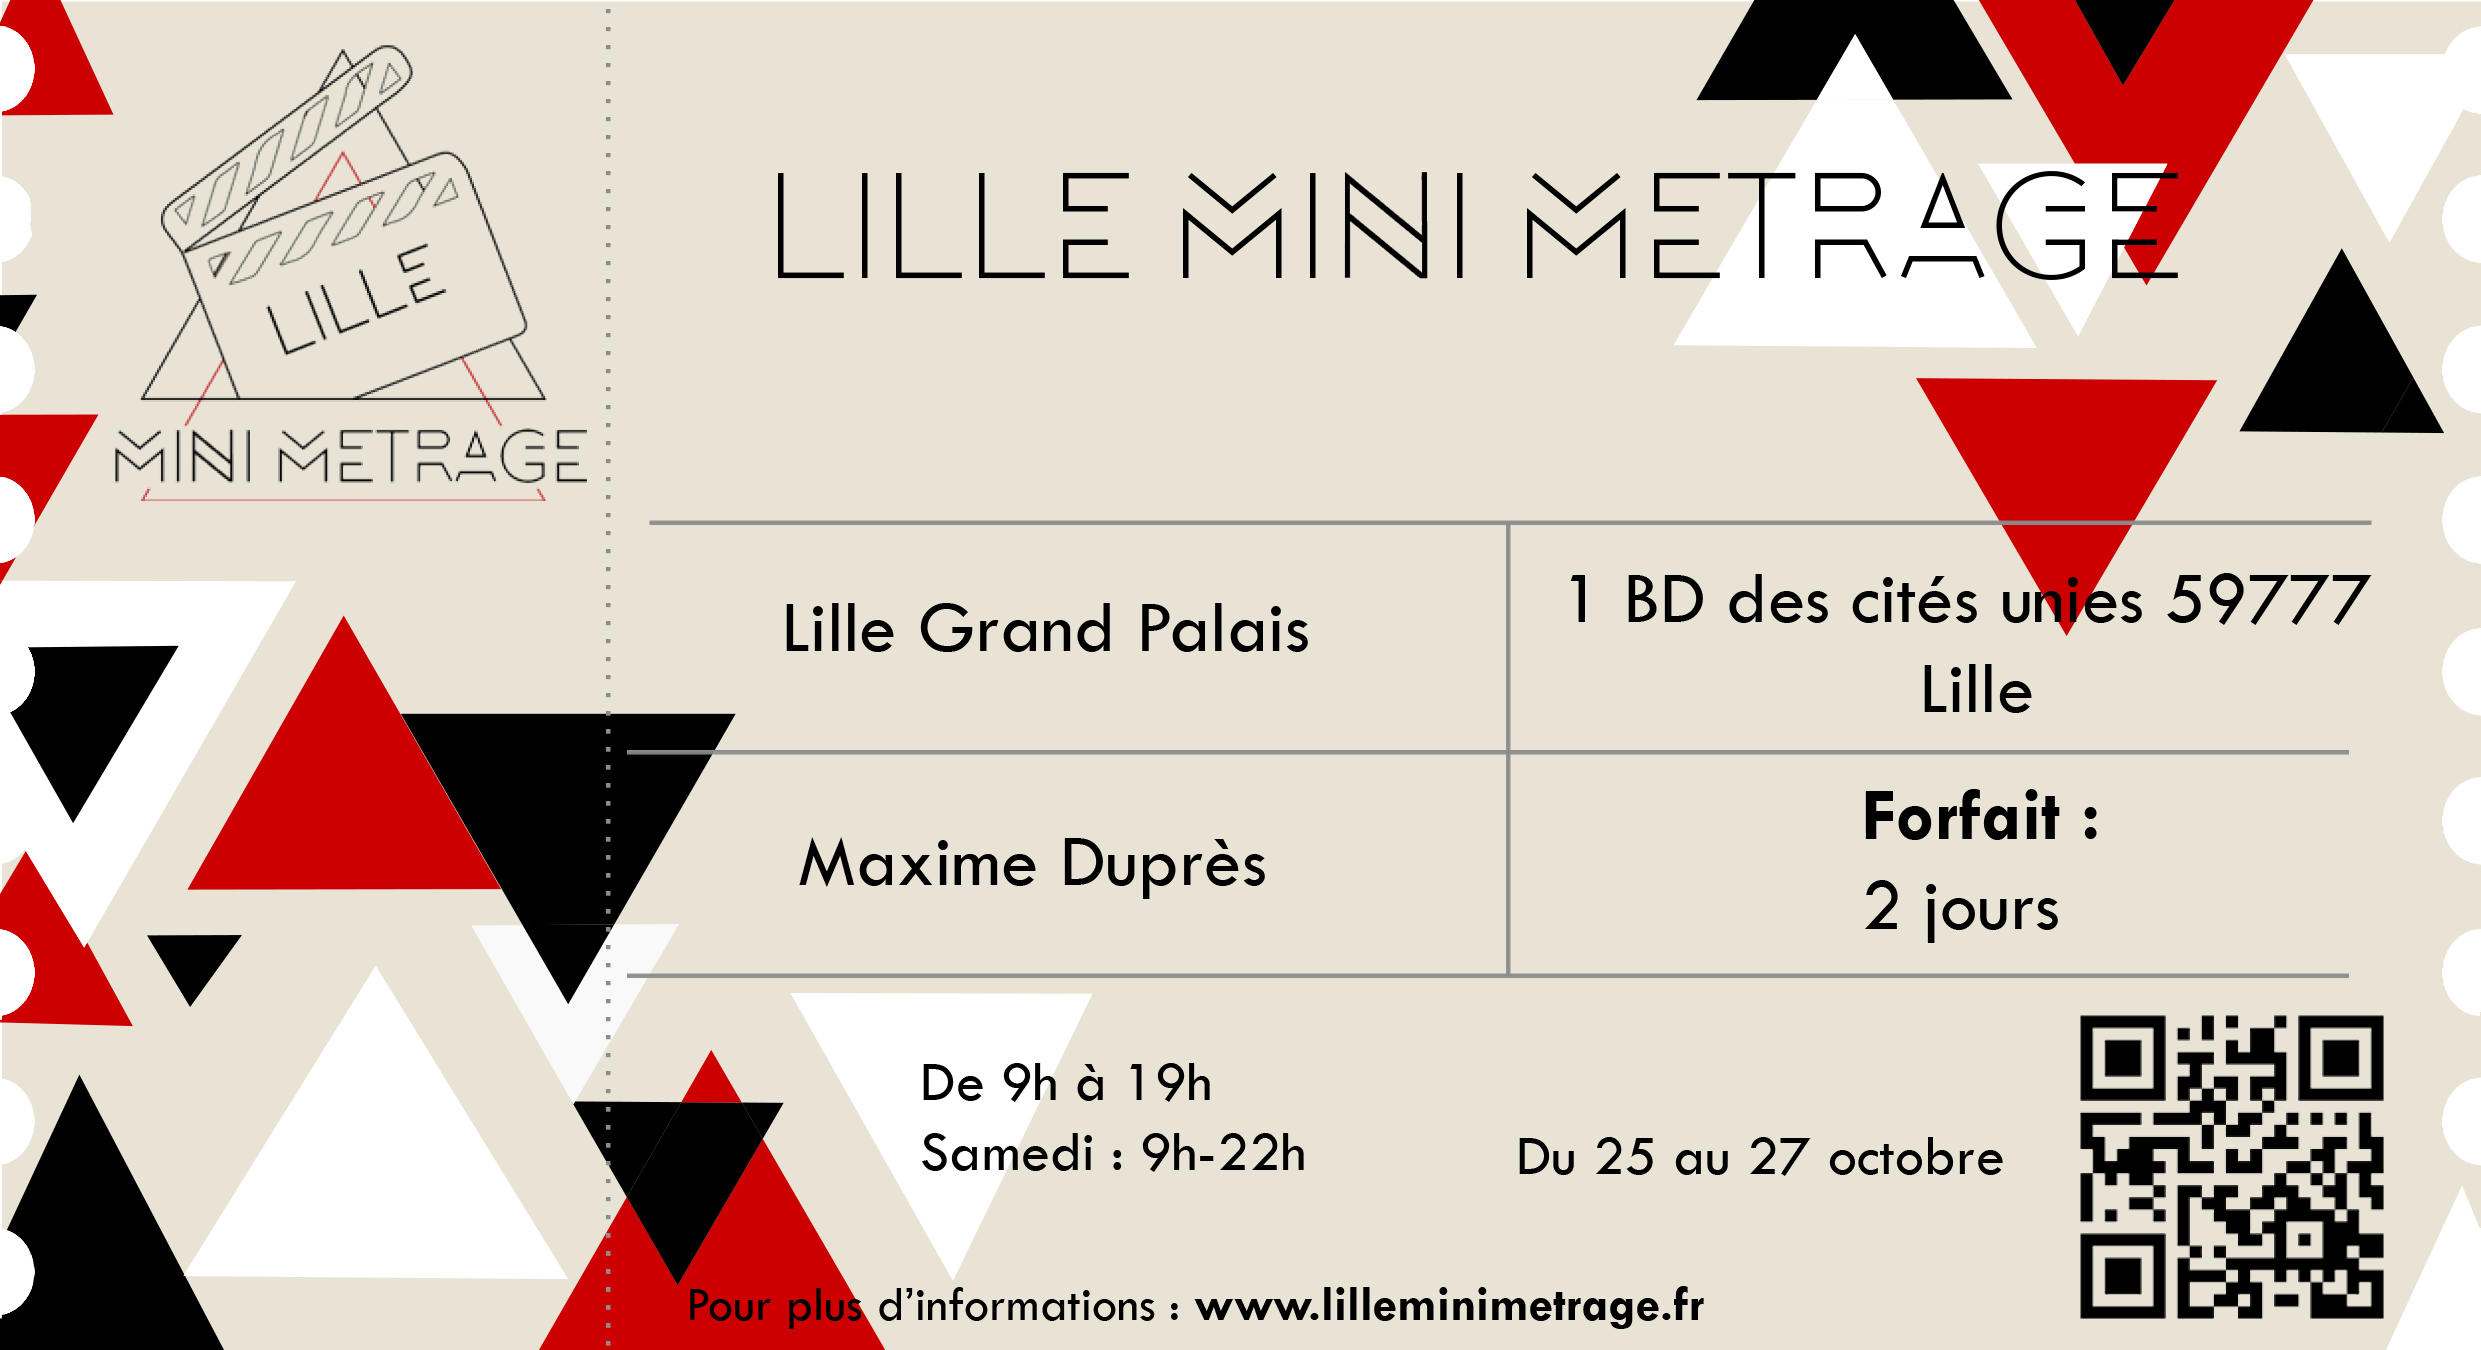 LILLE
MINI METRAGE
LILLE MINI METRAGE
Lille Grand Palais
1 BD des cités unies 59777
Lille
Maxime Duprès
Forfait :
2 jours
De 9h à 19h
Samedi : 9h-22h
Du 25 au 27 octobre
Pour plus d’informations : www.lilleminimetrage.fr